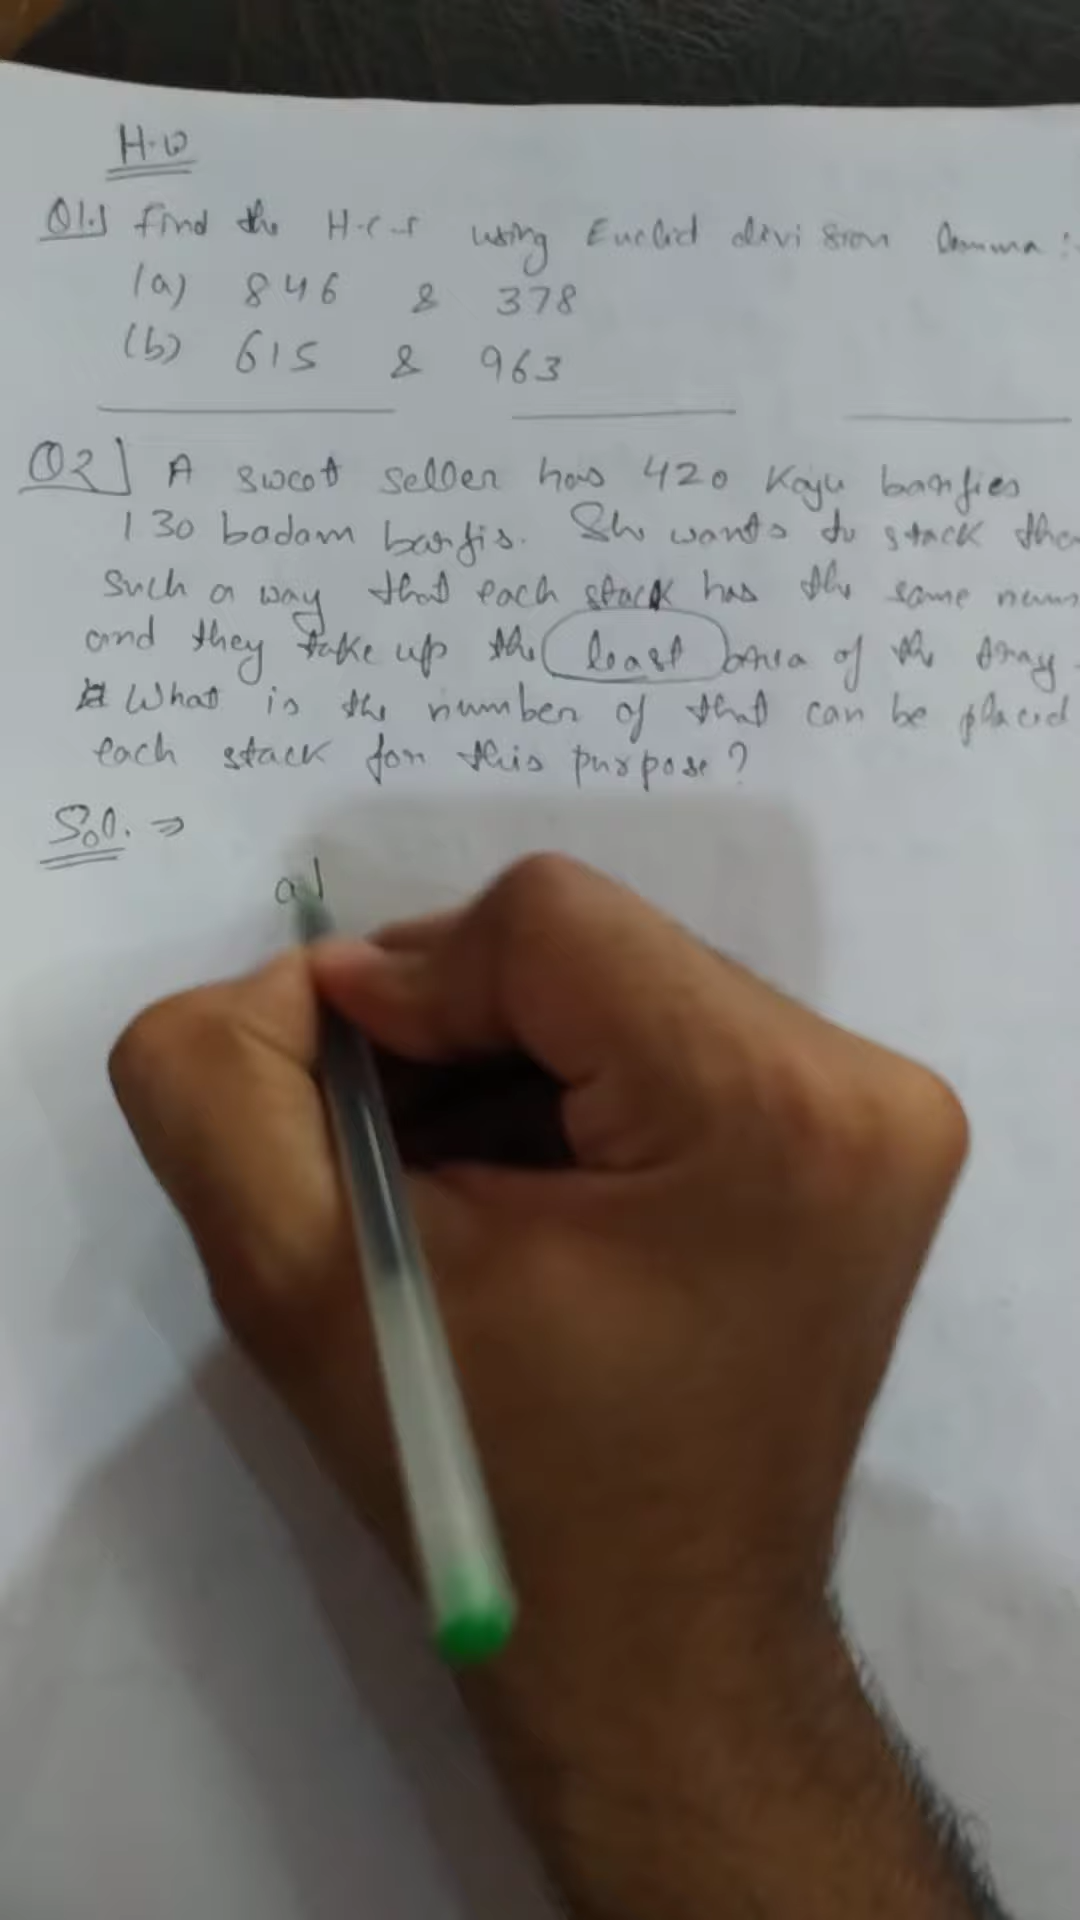 H.W
Q1.] Find the H.C.F using Euclid division lemma :-
(a) 846 & 378
(b) 615 & 963
Q2] A sweet seller has 420 Kaju barfies
130 badam barfis. She wants to stack
such a way that each stack has the same num
and they take up the least area of the tray.
What is the number of that can be placed
each stack for this purpose?
Sol. ⇒